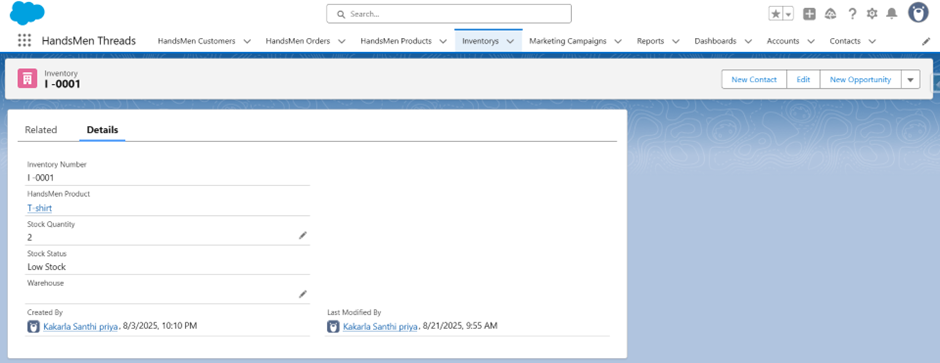 Search...
HandsMen Threads
HandsMen Customers HandsMen Orders HandsMen Products Inventorys Marketing Campaigns Reports Dashboards Accounts Contacts
Inventory
I -0001
New Contact Edit New Opportunity
Related Details
Inventory Number
I -0001
HandsMen Product
T-shirt
Stock Quantity
2
Stock Status
Low Stock
Warehouse
Created By Last Modified By
Kakarla Santhi priya, 8/3/2025, 10:10 PM Kakarla Santhi priya, 8/21/2025, 9:55 AM